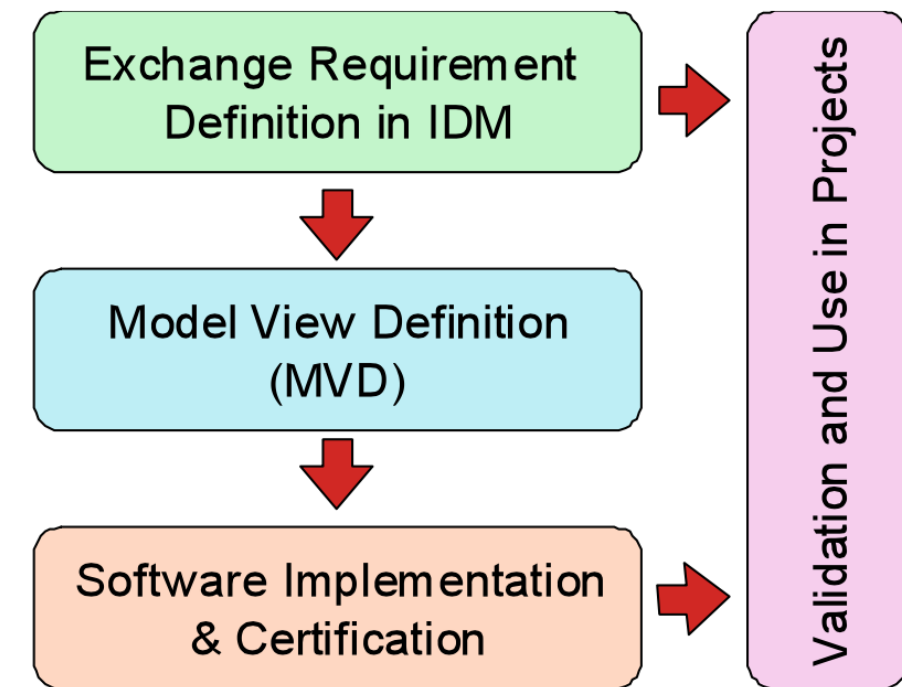 Exchange Requirement
Definition in IDM
Model View Definition
(MVD)
Software Implementation
& Certification
Validation and Use in Projects